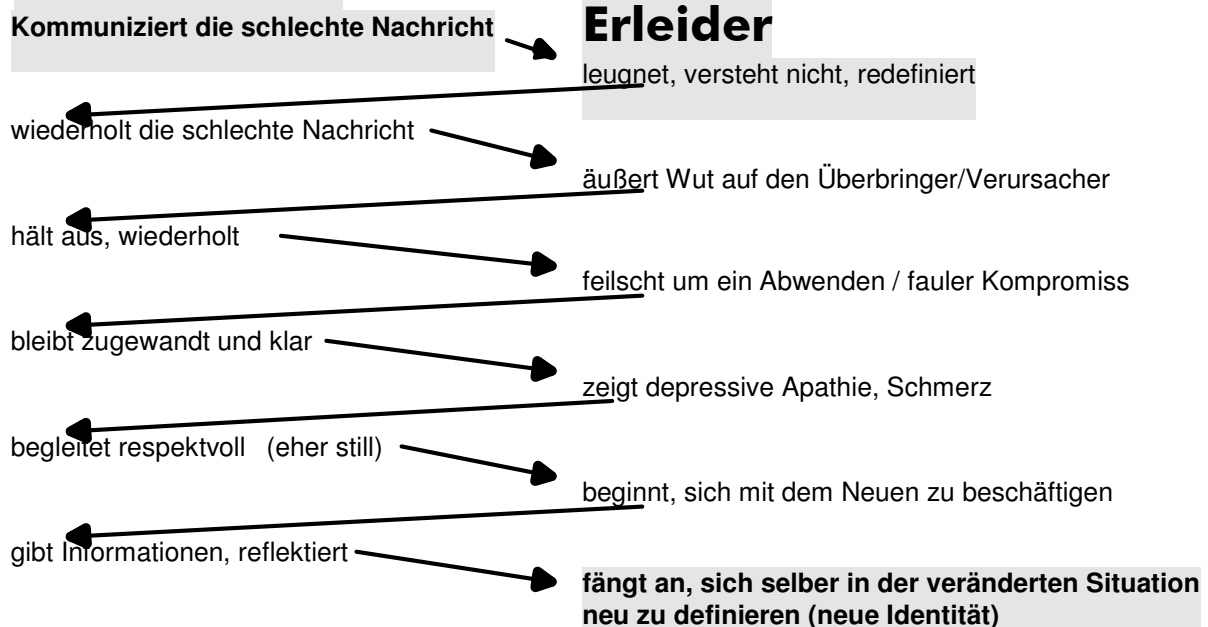 Kommuniziert die schlechte Nachricht
Erleider
leugnet, versteht nicht, redefiniert
wiederholt die schlechte Nachricht
äußert Wut auf den Überbringer/Verursacher
hält aus, wiederholt
feilscht um ein Abwenden / fauler Kompromiss
bleibt zugewandt und klar
zeigt depressive Apathie, Schmerz
begleitet respektvoll (eher still)
beginnt, sich mit dem Neuen zu beschäftigen
gibt Informationen, reflektiert
fängt an, sich selber in der veränderten Situation
neu zu definieren (neue Identität)